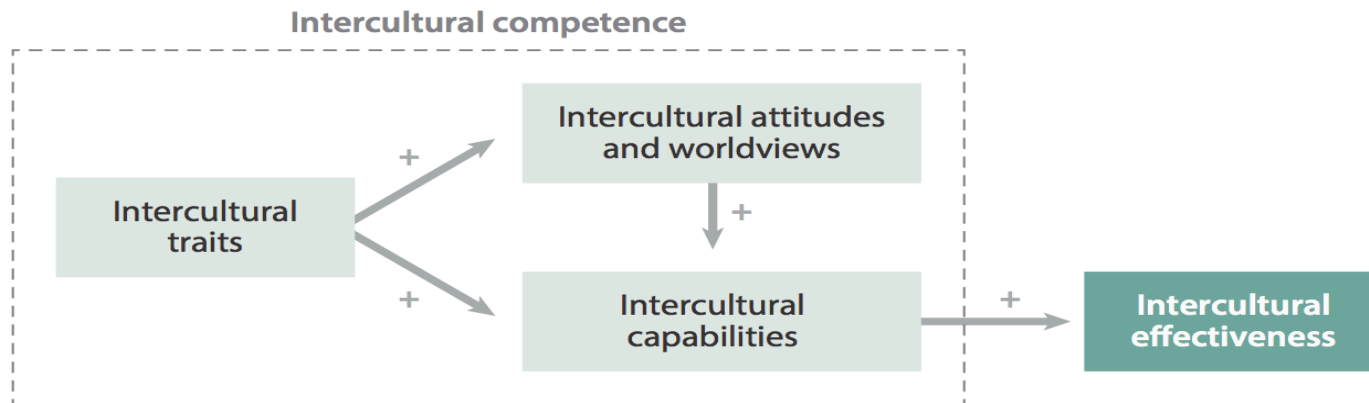 Intercultural competence
Intercultural attitudes
and worldviews
+
+
Intercultural
traits
+
Intercultural
capabilities
+
Intercultural
effectiveness